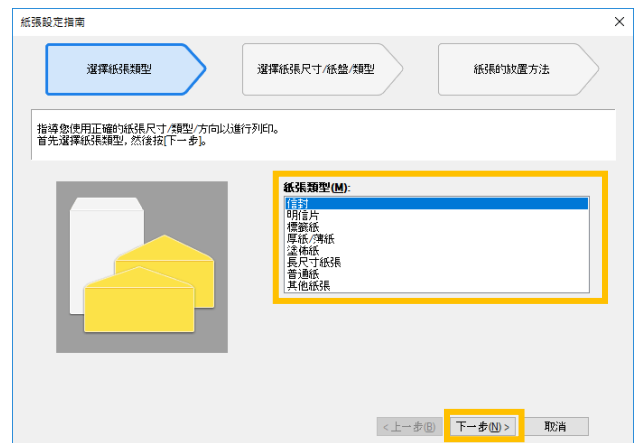 紙張設定指南
選擇紙張類型
選擇紙張尺寸/紙盤/類型
紙張的放置方法
指導您使用正確的紙張尺寸/類型/方向以進行列印。
首先選擇紙張類型，然後按[下一步]。
紙張類型(M):
信封
明信片
標籤紙
厚紙/薄紙
塗佈紙
長尺寸紙張
普通紙
其他紙張
<上一步(B)
下一步(N) >
取消